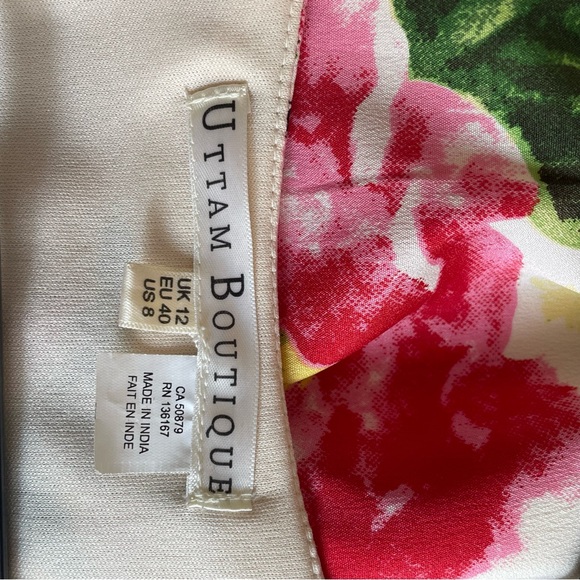 UTTAM BOUTIQUE
UK 12
EU 40
US 8
CA 50879
RN 136167
MADE IN INDIA
FAIT EN INDE